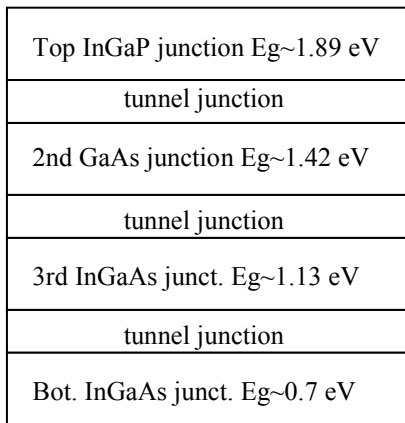 Top InGaP junction Eg~1.89 eV
tunnel junction
2nd GaAs junction Eg~1.42 eV
tunnel junction
3rd InGaAs junct. Eg~1.13 eV
tunnel junction
Bot. InGaAs junct. Eg~0.7 eV